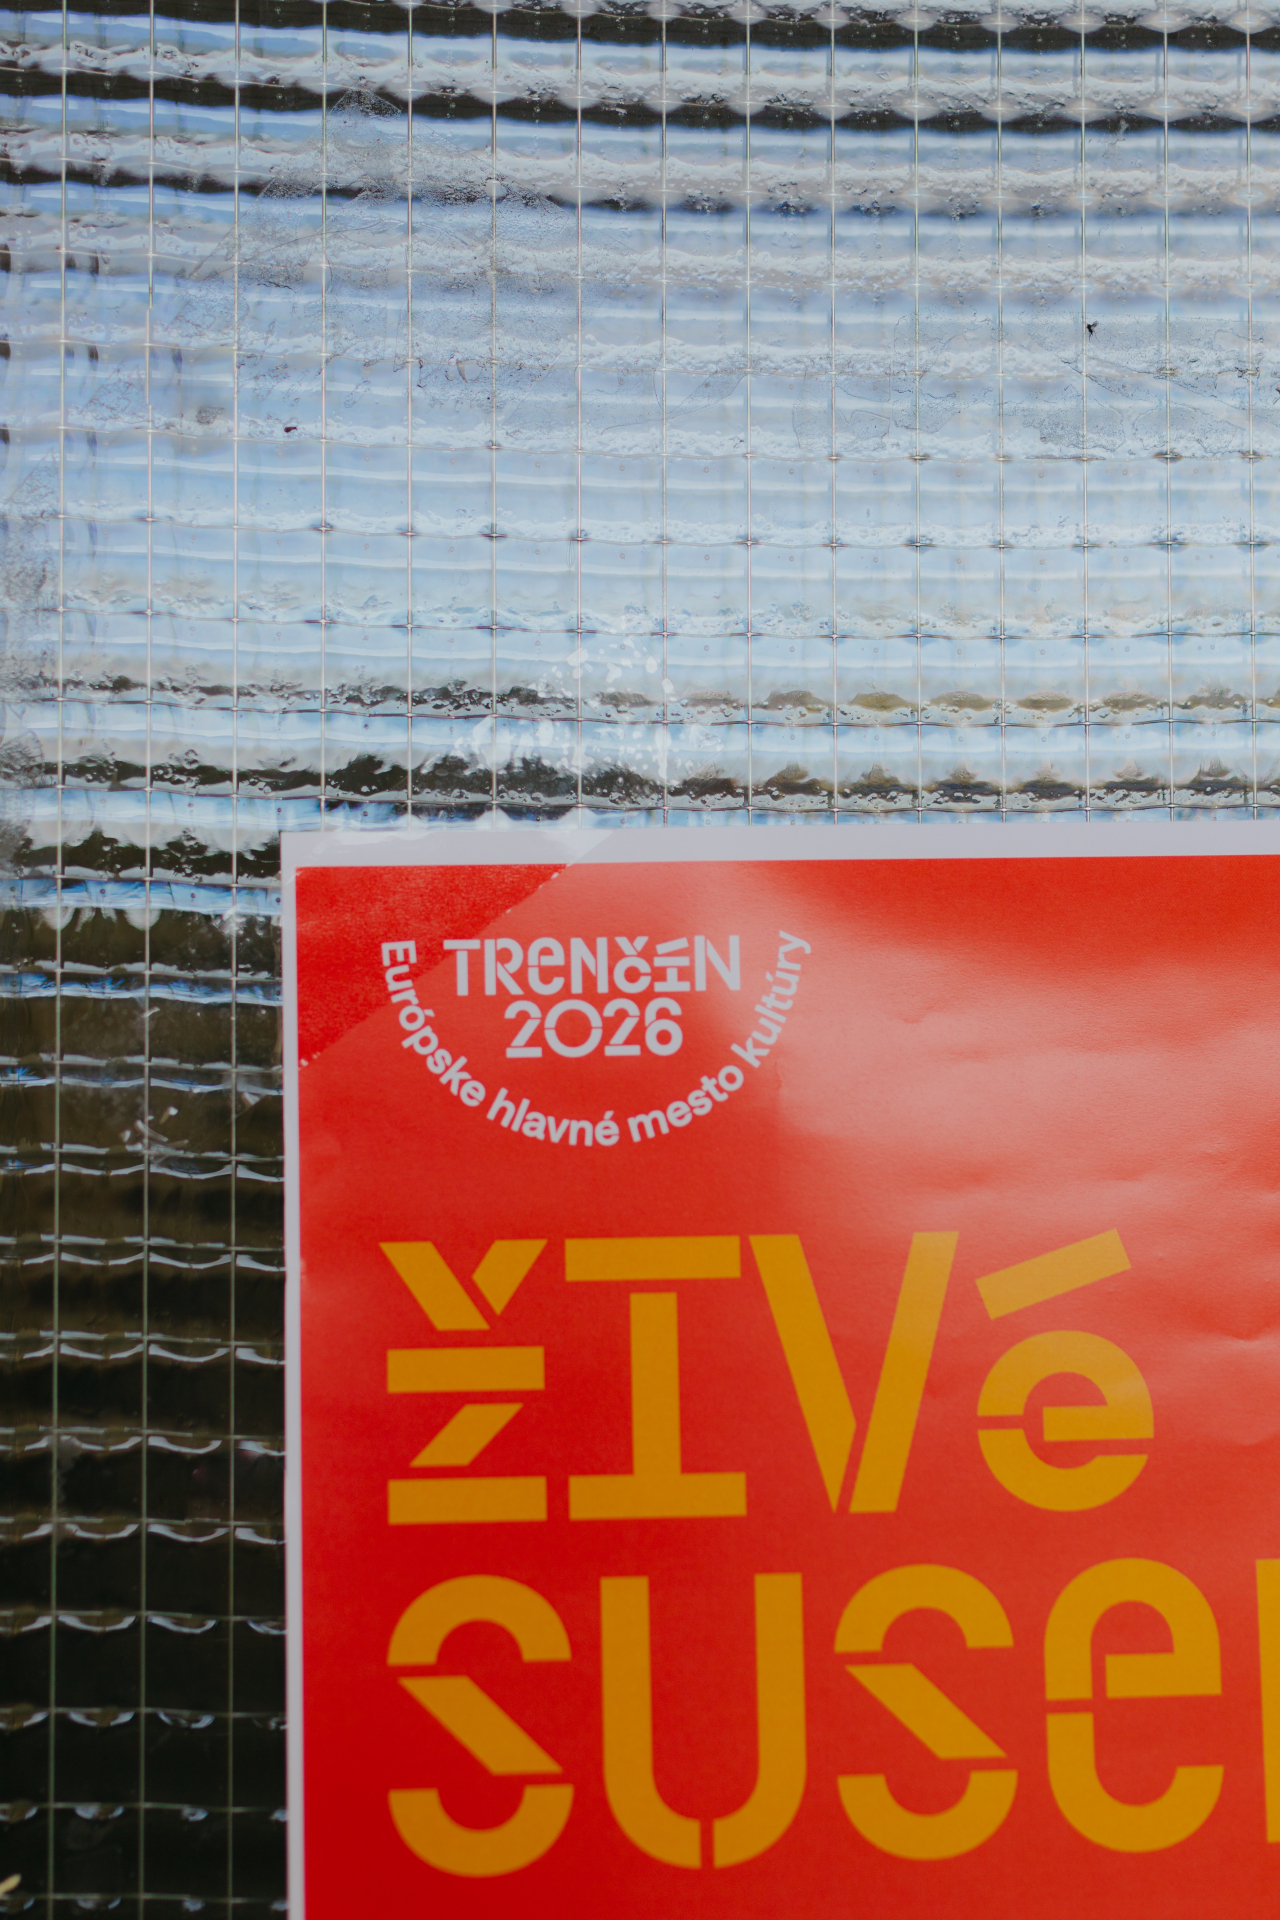 TRENČÍN
2026
Európske hlavné mesto kultúry
ŽIVé
SUSe